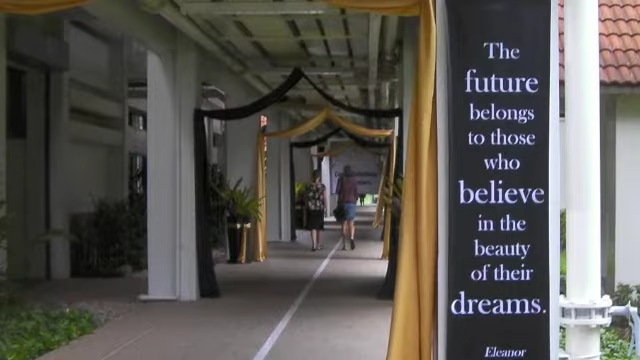 The
future
belongs
to those
who
believe
in the
beauty
of their
dreams.
Eleanor